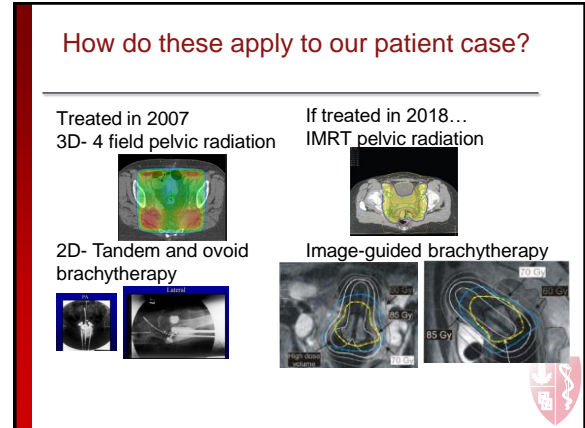 How do these apply to our patient case?
Treated in 2007
3D- 4 field pelvic radiation
If treated in 2018…
IMRT pelvic radiation
2D- Tandem and ovoid
brachytherapy
PA
Lateral
Image-guided brachytherapy
85 Gy
High dose
volume
70 Gy
70 Gy
60 Gy
85 Gy